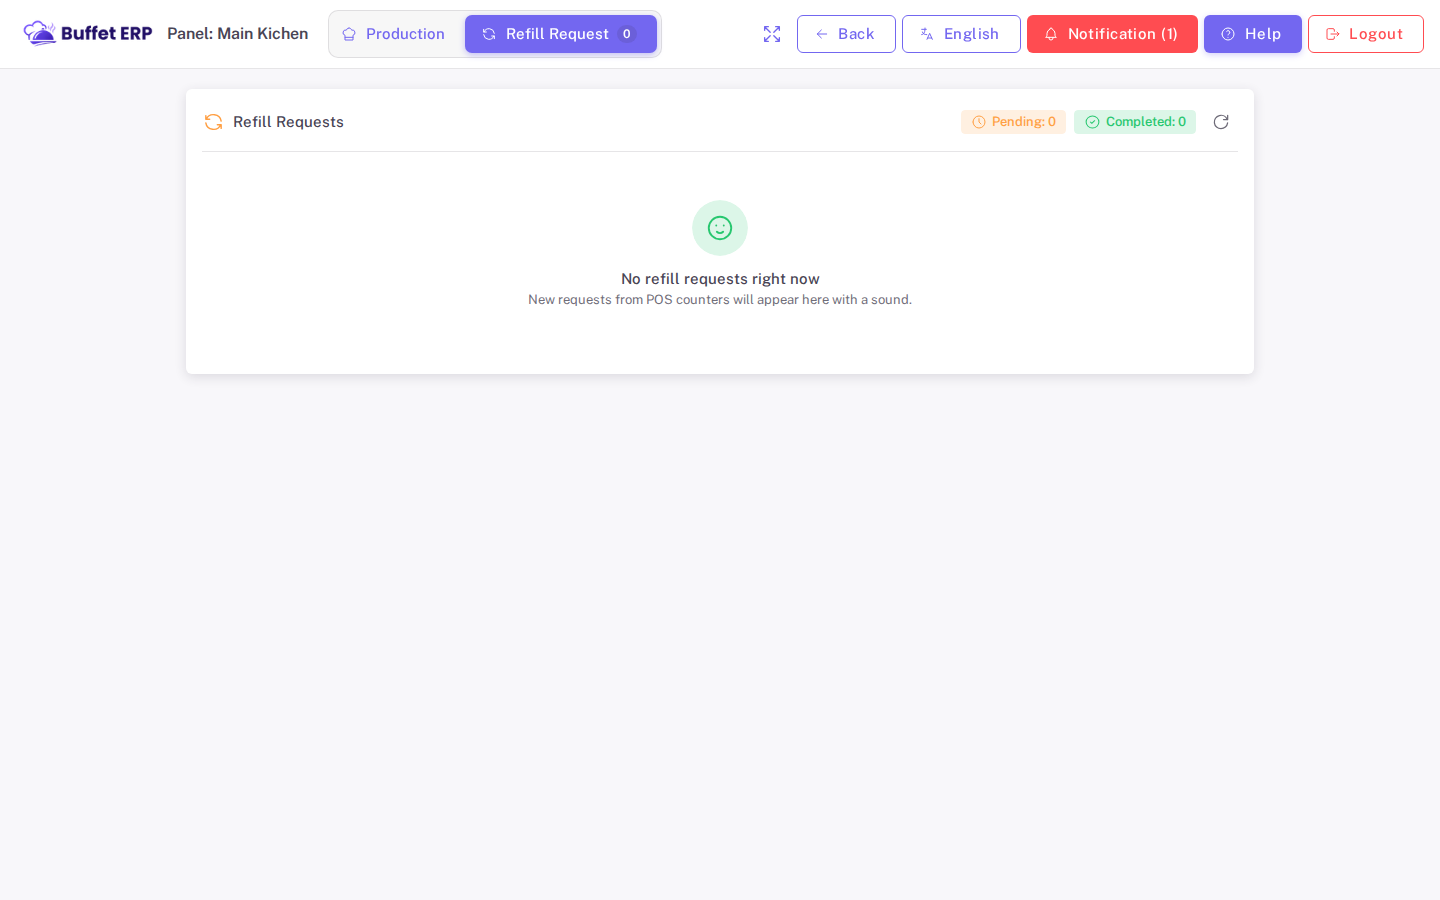 Buffet ERP
Panel: Main Kichen
Production
Refill Request 0
Back
English
Notification (1)
Help
Logout
Refill Requests
Pending: 0
Completed: 0
No refill requests right now
New requests from POS counters will appear here with a sound.